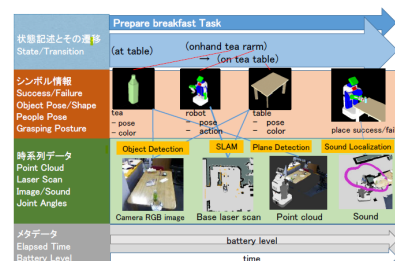 Prepare breakfast Task
状態記述とその遷移
State/Transition
(at table)
(onhand tea rarm)
→ (on tea table)
シンボル情報
Success/Failure
Object Pose/Shape
People Pose
Grasping Posture
tea
- pose
- color
robot
- pose
- action
table
- pose
- color
place success/fail
時系列データ
Point Cloud
Laser Scan
Image/Sound
Joint Angles
Object Detection
SLAM
Plane Detection
Sound Localization
Camera RGB image
Base laser scan
Point cloud
Sound
メタデータ
Elapsed Time
Battery Level
battery level
time